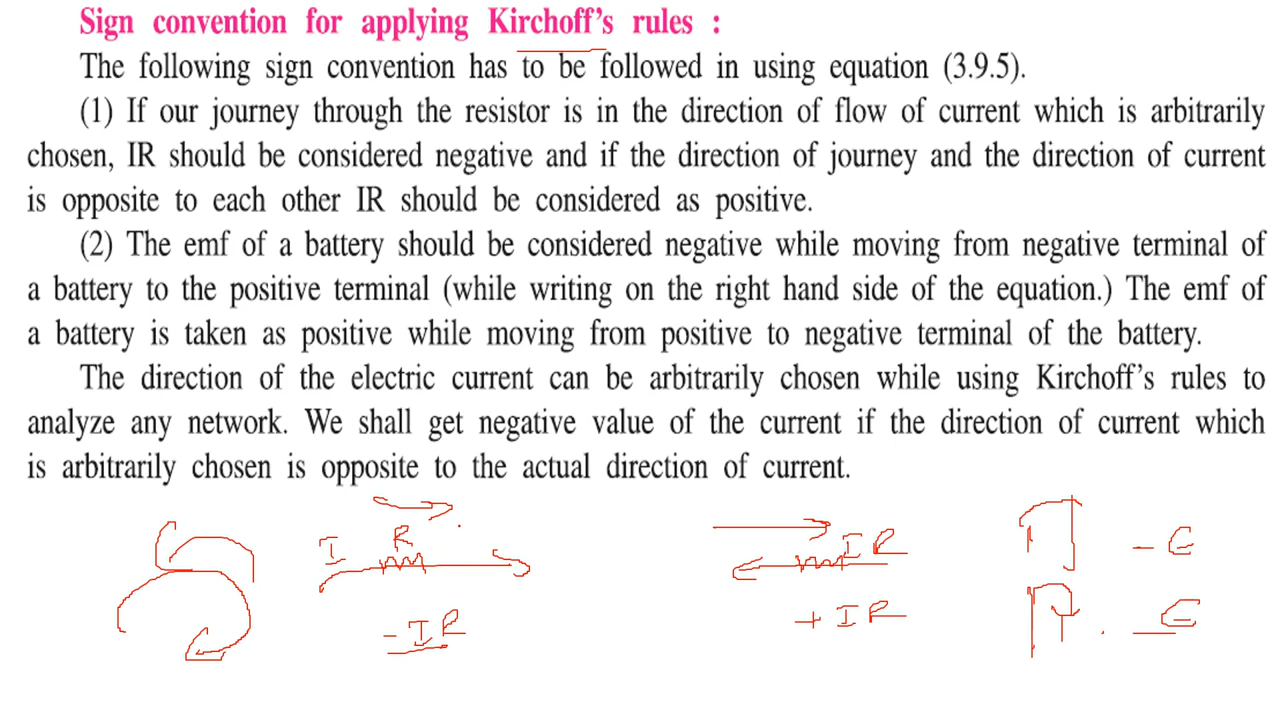 Sign convention for applying Kirchoff's rules :
The following sign convention has to be followed in using equation (3.9.5).
(1) If our journey through the resistor is in the direction of flow of current which is arbitrarily
chosen, IR should be considered negative and if the direction of journey and the direction of current
is opposite to each other IR should be considered as positive.
(2) The emf of a battery should be considered negative while moving from negative terminal of
a battery to the positive terminal (while writing on the right hand side of the equation.) The emf of
a battery is taken as positive while moving from positive to negative terminal of the battery.
The direction of the electric current can be arbitrarily chosen while using Kirchoff's rules to
analyze any network. We shall get negative value of the current if the direction of current which
is arbitrarily chosen is opposite to the actual direction of current.
I R
IR
- IR
+ IR